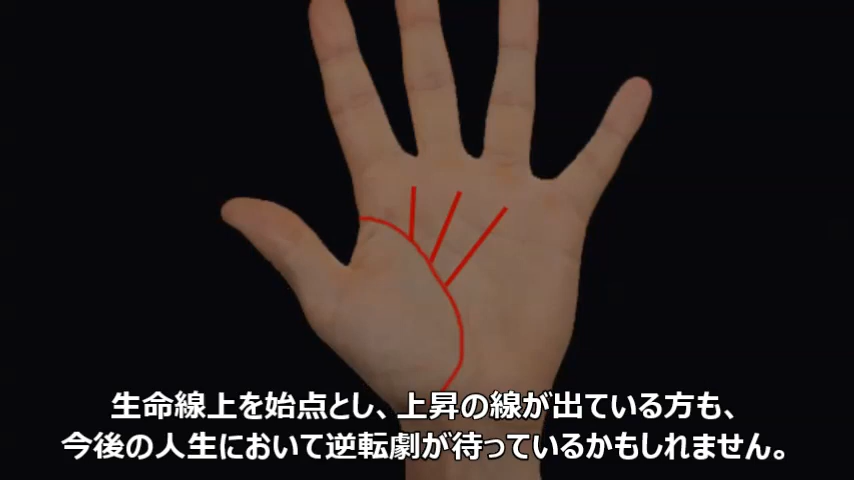 生命線上を始点とし、上昇の線が出ている方も、
今後の人生において逆転劇が待っているかもしれません。